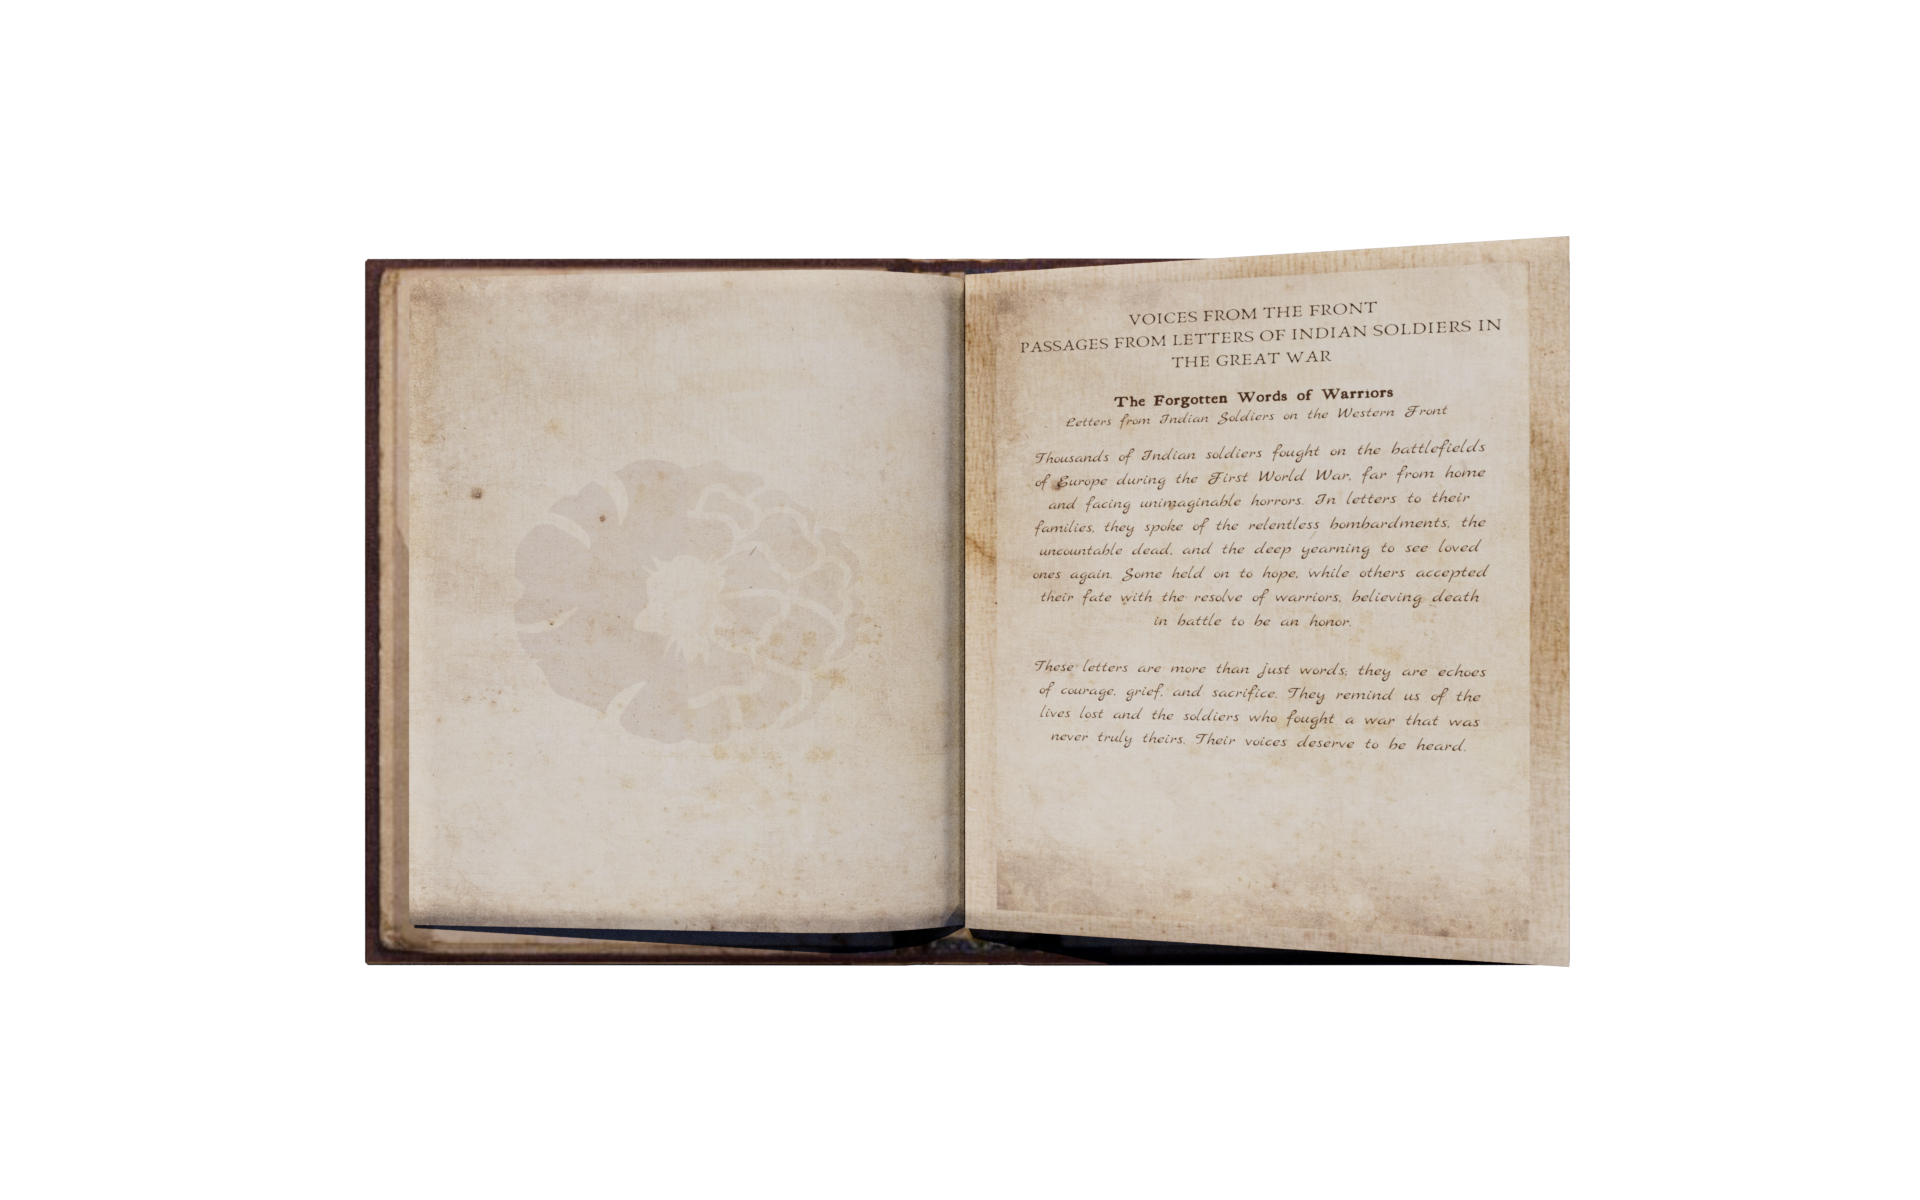 VOICES FROM THE FRONT
PASSAGES FROM LETTERS OF INDIAN SOLDIERS IN
THE GREAT WAR
The Forgotten Words of Warriors
Letters from Indian Soldiers on the Western Front
Thousands of Indian soldiers fought on the battlefields
of Europe during the First World War, far from home
and facing unimaginable horrors. In letters to their
families, they spoke of the relentless bombardments, the
uncountable dead, and the deep yearning to see loved
ones again. Some held on to hope, while others accepted
their fate with the resolve of warriors, believing death
in battle to be an honor.
These letters are more than just words; they are echoes
of courage, grief, and sacrifice. They remind us of the
lives lost and the soldiers who fought a war that was
never truly theirs. Their voices deserve to be heard.